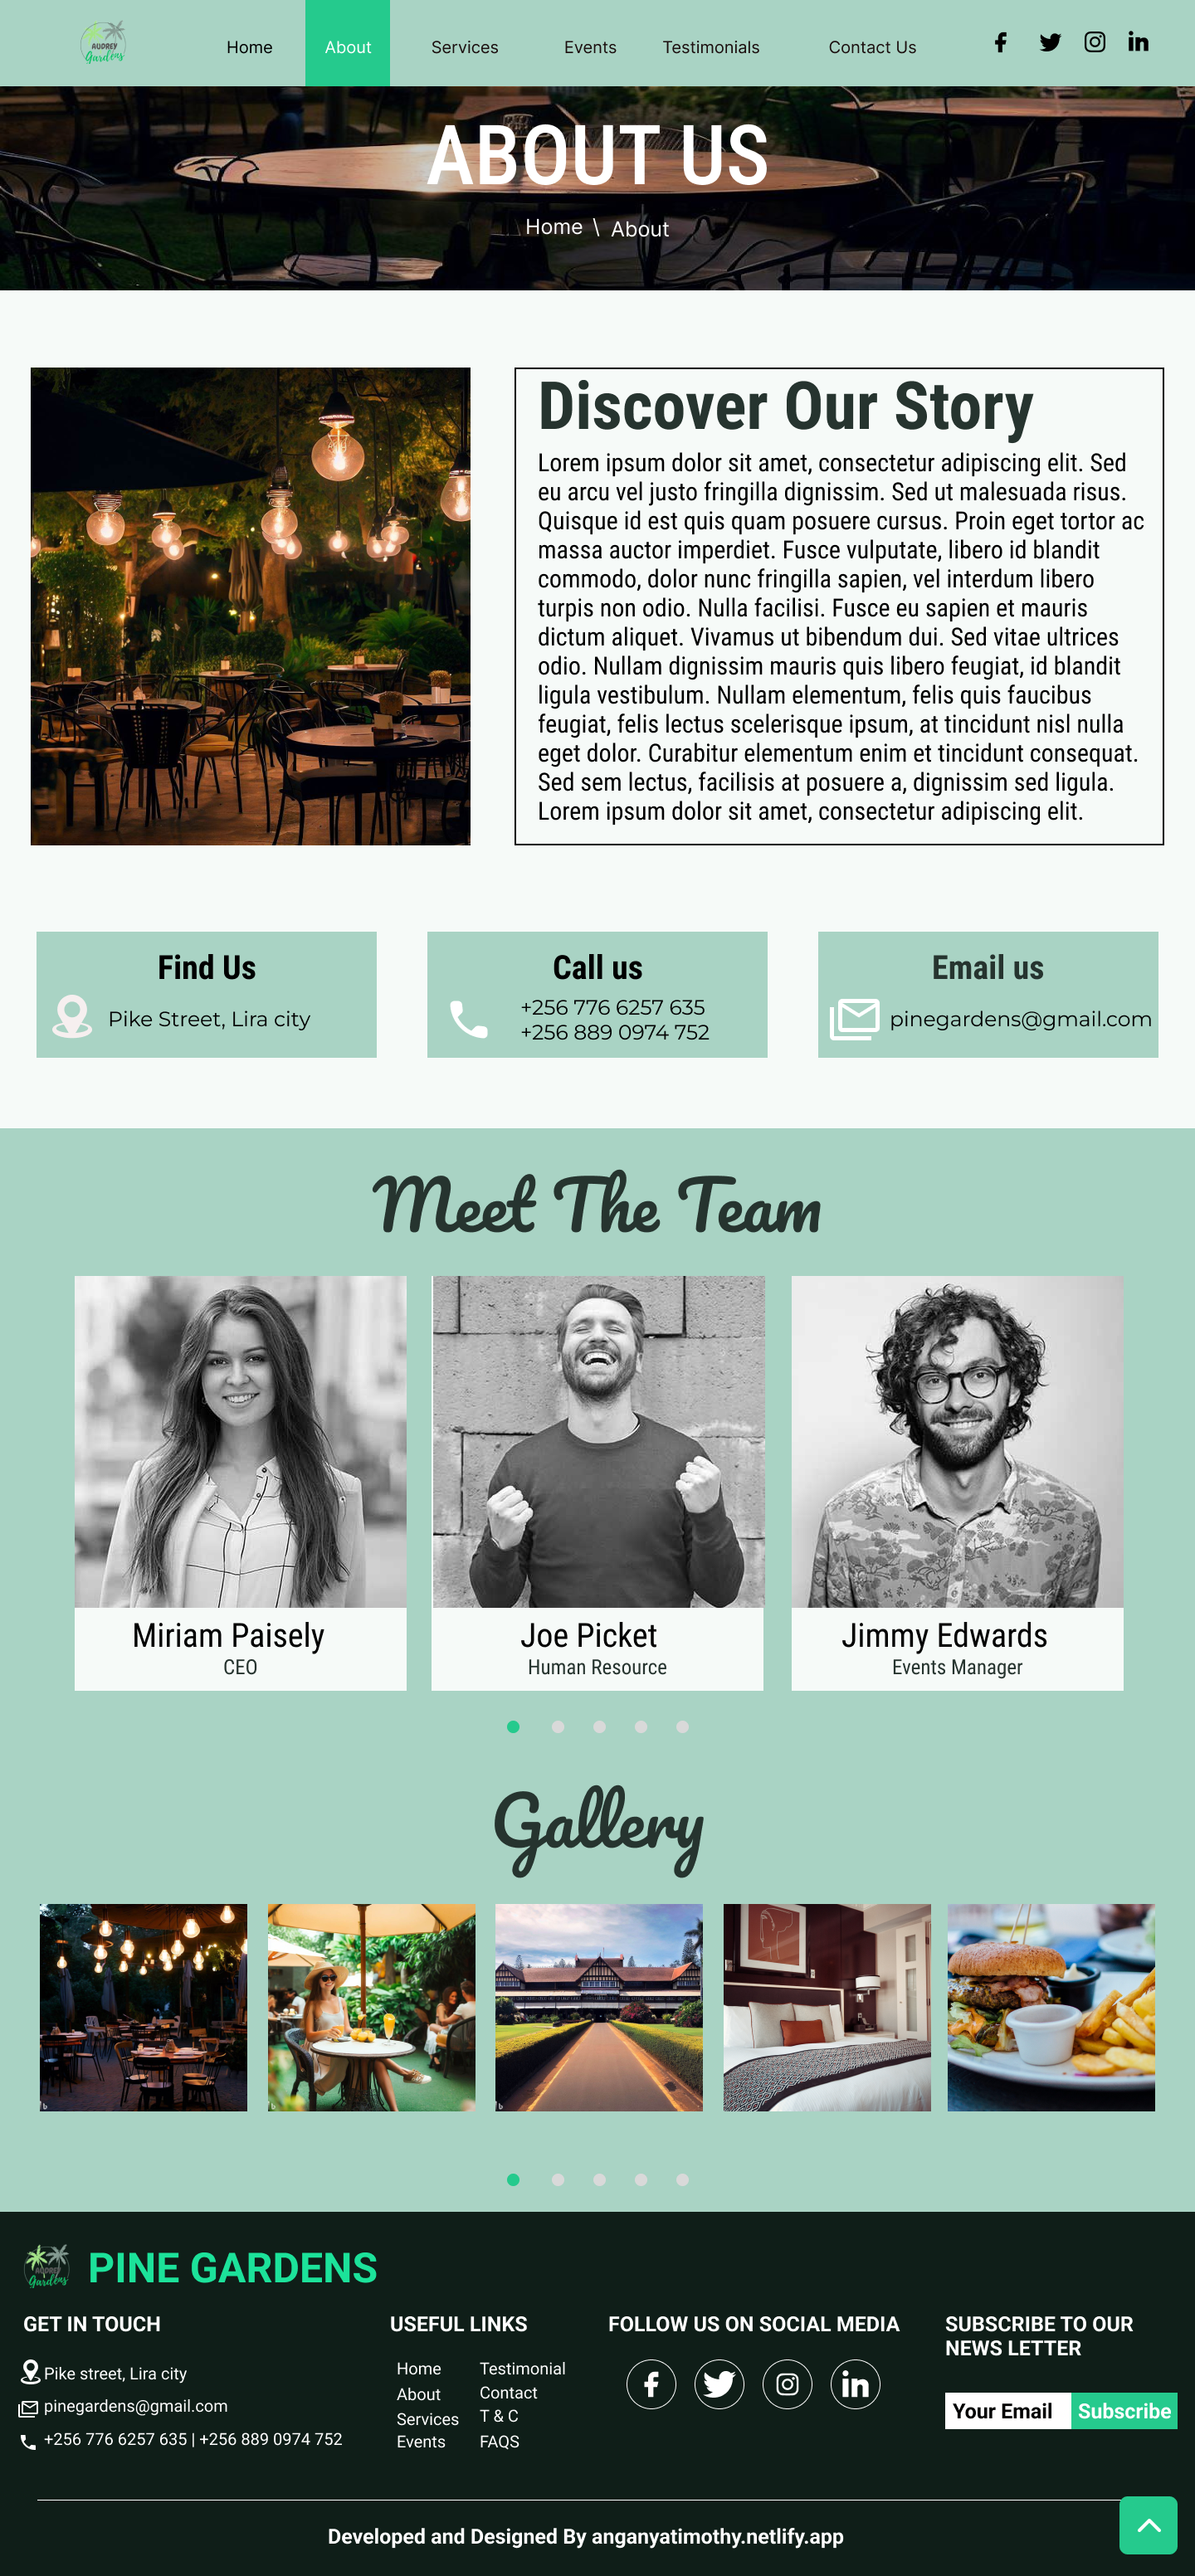 AUDREY
Gardens
Home
About
Services
Events
Testimonials
Contact Us
ABOUT US
Home \ About
Discover Our Story
Lorem ipsum dolor sit amet, consectetur adipiscing elit. Sed
eu arcu vel justo fringilla dignissim. Sed ut malesuada risus.
Quisque id est quis quam posuere cursus. Proin eget tortor ac
massa auctor imperdiet. Fusce vulputate, libero id blandit
commodo, dolor nunc fringilla sapien, vel interdum libero
turpis non odio. Nulla facilisi. Fusce eu sapien et mauris
dictum aliquet. Vivamus ut bibendum dui. Sed vitae ultrices
odio. Nullam dignissim mauris quis libero feugiat, id blandit
ligula vestibulum. Nullam elementum, felis quis faucibus
feugiat, felis lectus scelerisque ipsum, at tincidunt nisl nulla
eget dolor. Curabitur elementum enim et tincidunt consequat.
Sed sem lectus, facilisis at posuere a, dignissim sed ligula.
Lorem ipsum dolor sit amet, consectetur adipiscing elit.
Find Us
Pike Street, Lira city
Call us
+256 776 6257 635
+256 889 0974 752
Email us
pinegardens@gmail.com
Meet The Team
Miriam Paisely
CEO
Joe Picket
Human Resource
Jimmy Edwards
Events Manager
Gallery
AUDREY
Gardens
PINE GARDENS
GET IN TOUCH
Pike street, Lira city
pinegardens@gmail.com
+256 776 6257 635 | +256 889 0974 752
USEFUL LINKS
Home
About
Services
Events
Testimonial
Contact
T & C
FAQS
FOLLOW US ON SOCIAL MEDIA
SUBSCRIBE TO OUR
NEWS LETTER
Your Email
Subscribe
Developed and Designed By anganyatimothy.netlify.app